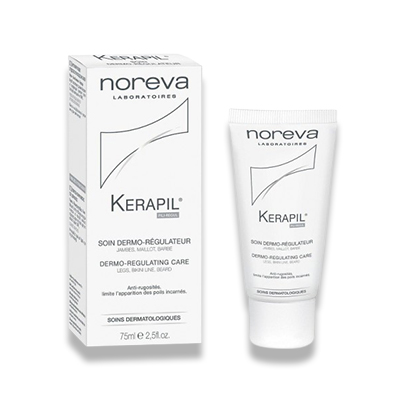 noreva
LABORATOIRES
KERAPIL®
SOIN DERMO-RÉGULATEUR
JAMBES, MAILLOT, BARBE
DERMO-REGULATING CARE
LEGS, BIKINI LINE, BEARD
Anti-rugosités,
limite l'apparition des poils incarnés.
SOINS DERMATOLOGIQUES
75ml ℮ 2,5fl.oz.
KERAPIL
noreva
LABORATOIRES
KERAPIL®
SOIN DERMO-RÉGULATEUR
JAMBES, MAILLOT, BARBE
DERMO-REGULATING CARE
LEGS, BIKINI LINE, BEARD
Anti-rugosités,
limite l'apparition des poils incarnés.
SOINS DERMATOLOGIQUES